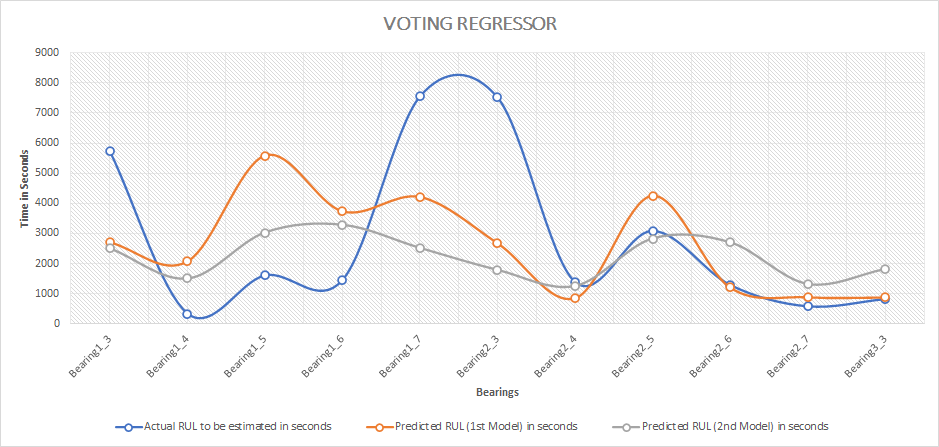 VOTING REGRESSOR
9000
8000
7000
6000
5000
4000
3000
2000
1000
0
Time in Seconds
Bearing1_3
Bearing1_4
Bearing1_5
Bearing1_6
Bearing1_7
Bearing2_3
Bearing2_4
Bearing2_5
Bearing2_6
Bearing2_7
Bearing3_3
Bearings
Actual RUL to be estimated in seconds
Predicted RUL (1st Model) in seconds
Predicted RUL (2nd Model) in seconds